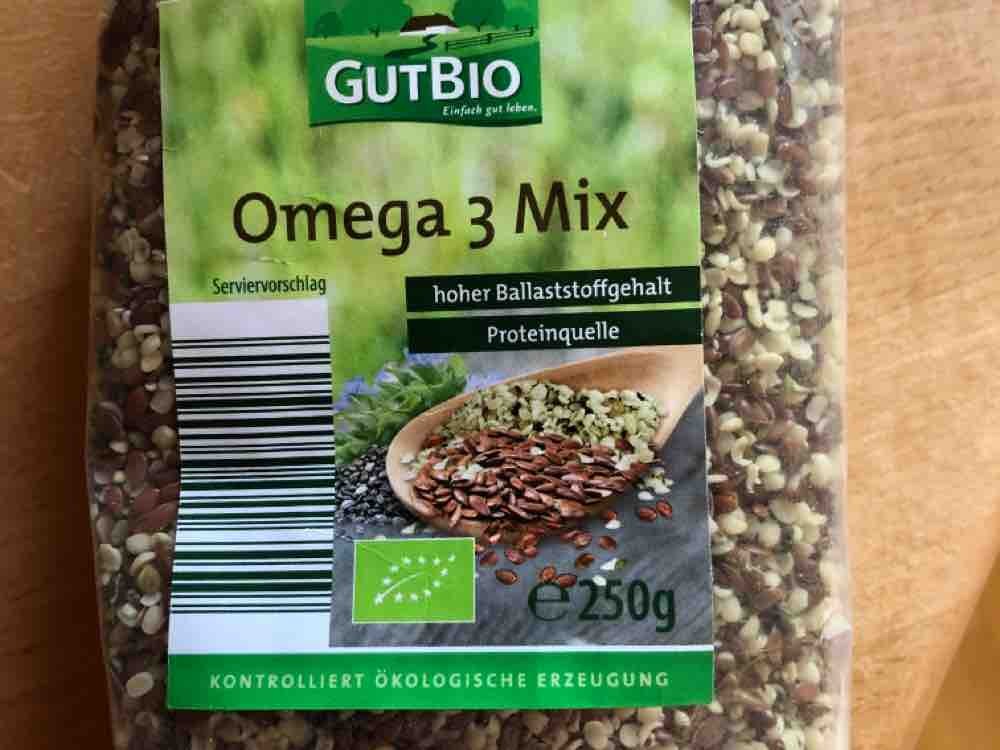 GUTBIO
Einfach gut leben.
Omega 3 Mix
Serviervorschlag
hoher Ballaststoffgehalt
Proteinquelle
℮ 250g
KONTROLLIERT ÖKOLOGISCHE ERZEUGUNG